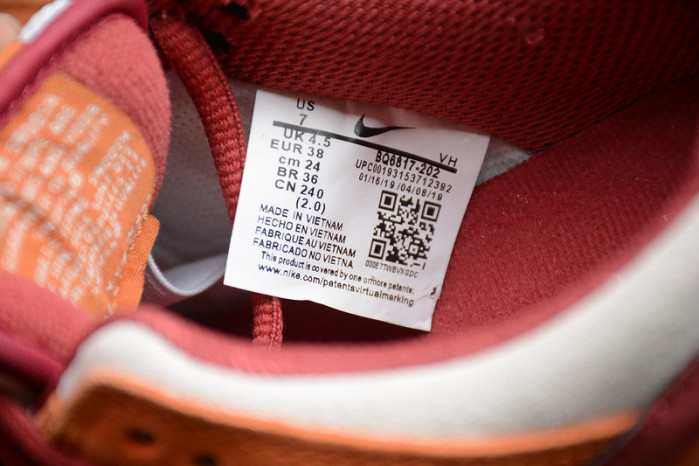 US
7
UK 4.5
EUR 38
cm 24
BR 36
CN 240
(2.0)
VH
BQ6817-202
UPC00193153712392
01/16/19 04/08/19
000E7TWBVXGDC
MADE IN VIETNAM
HECHO EN VIETNAM
FABRIQUE AU VIETNAM
FABRICADO NO VIETNA
This product is covered by one or more patents:
www.nike.com/patentsvirtualmarking